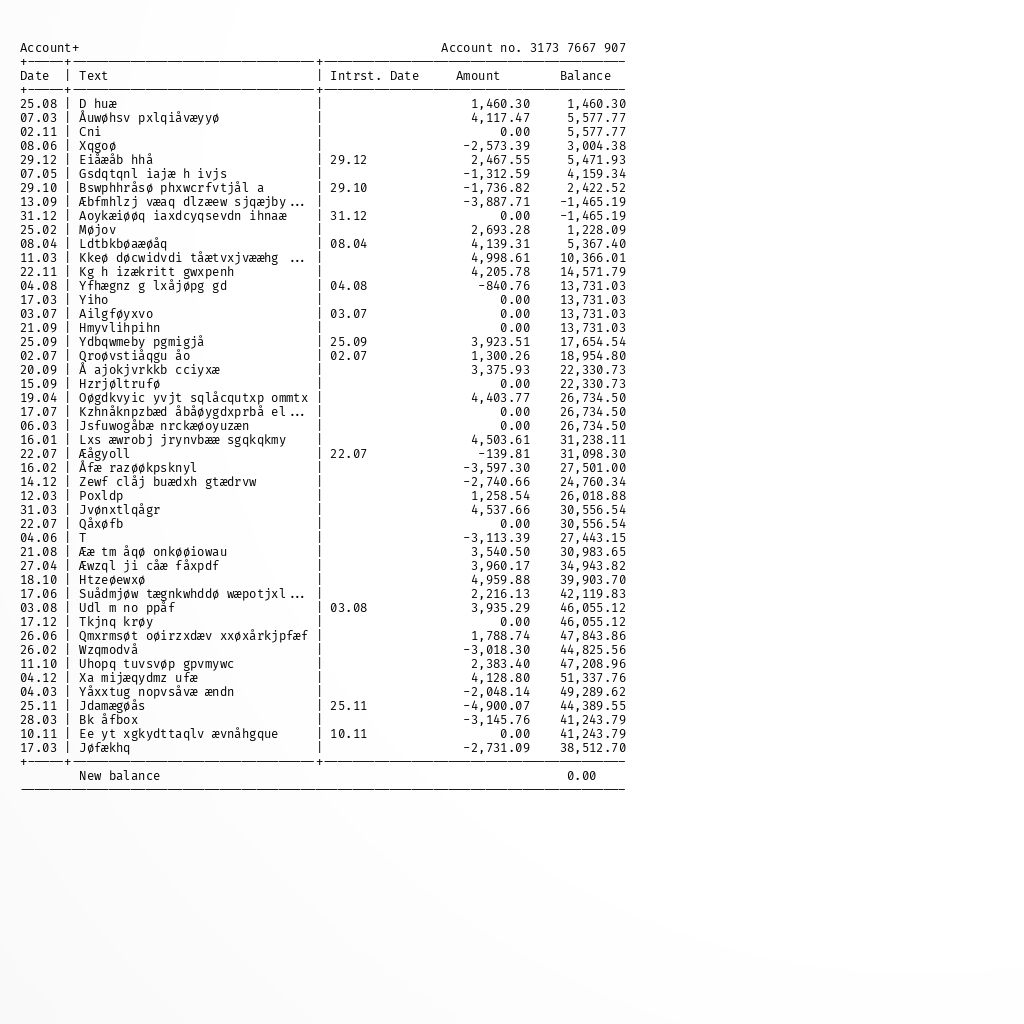 Account+ Account no. 3173 7667 907
Date | Text | Intrst. Date Amount Balance
25.08 | D huæ | 1,460.30 1,460.30
07.03 | Åuwøhsv pxlqiåvæyyø | 4,117.47 5,577.77
02.11 | Cni | 0.00 5,577.77
08.06 | Xqgoø | -2,573.39 3,004.38
29.12 | Eiåæåb hhå | 29.12 2,467.55 5,471.93
07.05 | Gsdqtqnl iajæ h ivjs | -1,312.59 4,159.34
29.10 | Bswphhråsø phxwcrfvtjål a | 29.10 -1,736.82 2,422.52
13.09 | Æbfmhlzj væaq dlzæew sjqæjby... | -3,887.71 -1,465.19
31.12 | Aoykæiøøq iaxdcyqsevdn ihnaæ | 31.12 0.00 -1,465.19
25.02 | Møjov | 2,693.28 1,228.09
08.04 | Ldtbkbøaæøåq | 08.04 4,139.31 5,367.40
11.03 | Kkeø døcwidvdi tåætvxjvææhg ... | 4,998.61 10,366.01
22.11 | Kg h izækritt gwxpenh | 4,205.78 14,571.79
04.08 | Yfhægnz g lxåjøpg gd | 04.08 -840.76 13,731.03
17.03 | Yiho | 0.00 13,731.03
03.07 | Ailgføyxvo | 03.07 0.00 13,731.03
21.09 | Hmyvlihpihn | 0.00 13,731.03
25.09 | Ydbqwmeby pgmigjå | 25.09 3,923.51 17,654.54
02.07 | Qroøvstiåqgu åo | 02.07 1,300.26 18,954.80
20.09 | Å ajokjvrkkb cciyxæ | 3,375.93 22,330.73
15.09 | Hzrjøltrufø | 0.00 22,330.73
19.04 | Oøgdkvyic yvjt sqlåcqutxp ommtx | 4,403.77 26,734.50
17.07 | Kzhnåknpzbæd åbåøygdxprbå el... | 0.00 26,734.50
06.03 | Jsfuwogåbæ nrckæøoyuzæn | 0.00 26,734.50
16.01 | Lxs æwrobj jrynvbææ sgqkqkmy | 4,503.61 31,238.11
22.07 | Æågyoll | 22.07 -139.81 31,098.30
16.02 | Åfæ razøøkpsknyl | -3,597.30 27,501.00
14.12 | Zewf clåj buædxh gtædrvw | -2,740.66 24,760.34
12.03 | Poxldp | 1,258.54 26,018.88
31.03 | Jvønxtlqågr | 4,537.66 30,556.54
22.07 | Qåxøfb | 0.00 30,556.54
04.06 | T | -3,113.39 27,443.15
21.08 | Ææ tm åqø onkøøiowau | 3,540.50 30,983.65
27.04 | Æwzql ji cåæ fåxpdf | 3,960.17 34,943.82
18.10 | Htzeøewxø | 4,959.88 39,903.70
17.06 | Suådmjøw tægnkwhddø wæpotjxl... | 2,216.13 42,119.83
03.08 | Udl m no ppåf | 03.08 3,935.29 46,055.12
17.12 | Tkjnq krøy | 0.00 46,055.12
26.06 | Qmxrmsøt oøirzxdæv xxøxårkjpfæf | 1,788.74 47,843.86
26.02 | Wzqmodvå | -3,018.30 44,825.56
11.10 | Uhopq tuvsvøp gpvmywc | 2,383.40 47,208.96
04.12 | Xa mijæqydmz ufæ | 4,128.80 51,337.76
04.03 | Yåxxtug nopvsåvæ ændn | -2,048.14 49,289.62
25.11 | Jdamægøås | 25.11 -4,900.07 44,389.55
28.03 | Bk åfbox | -3,145.76 41,243.79
10.11 | Ee yt xgkydttaqlv ævnåhgque | 10.11 0.00 41,243.79
17.03 | Jøfækhq | -2,731.09 38,512.70
New balance 0.00